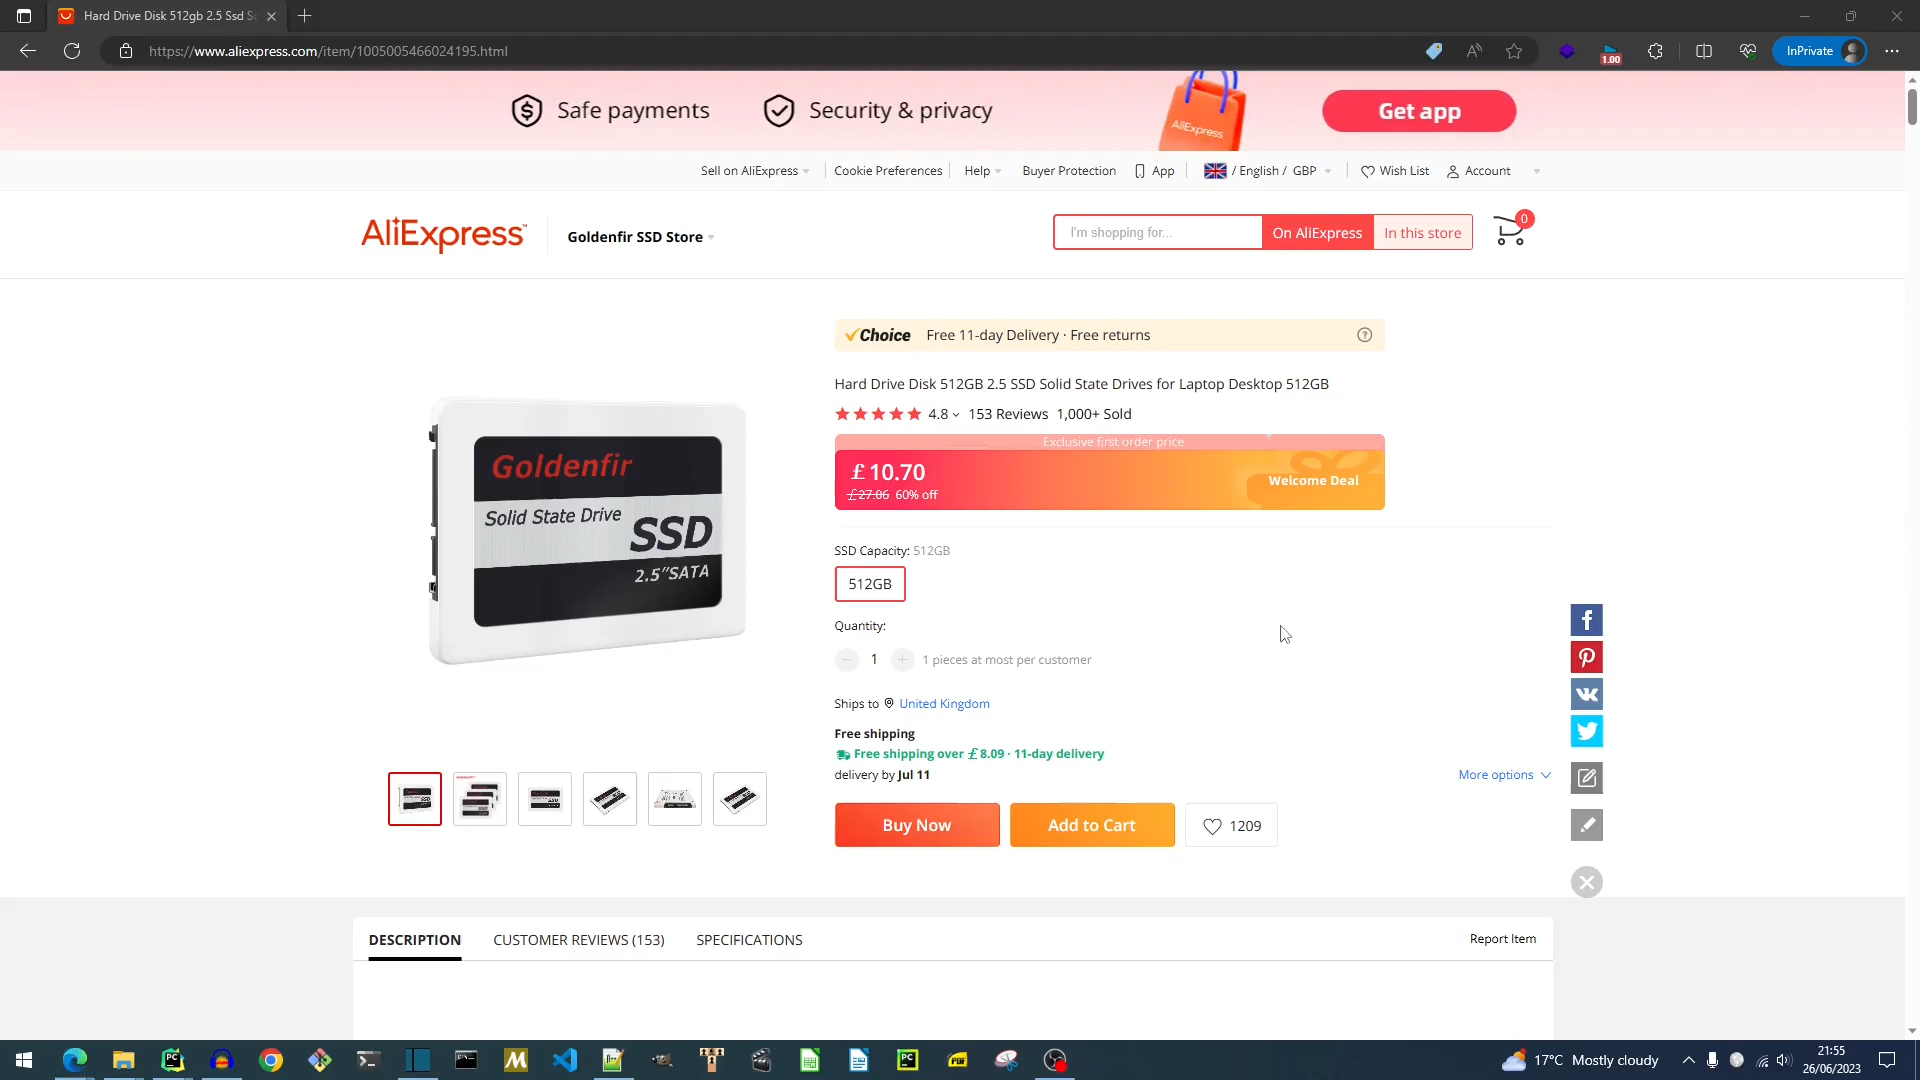 Hard Drive Disk 512gb 2.5 Ssd So
https://www.aliexpress.com/item/1005005466024195.html
1.00
InPrivate
Safe payments
Security & privacy
AliExpress
Get app
Sell on AliExpress
Cookie Preferences
Help
Buyer Protection
App
/ English / GBP
Wish List
Account
AliExpress
Goldenfir SSD Store
I'm shopping for...
On AliExpress
In this store
0
Choice
Free 11-day Delivery · Free returns
Hard Drive Disk 512GB 2.5 SSD Solid State Drives for Laptop Desktop 512GB
4.8
153 Reviews
1,000+ Sold
Exclusive first order price
£10.70
£27.06 60% off
Welcome Deal
Goldenfir
Solid State Drive
SSD
2.5"SATA
SSD Capacity: 512GB
512GB
Quantity:
1
1 pieces at most per customer
Ships to
United Kingdom
Free shipping
Free shipping over £8.09 · 11-day delivery
delivery by Jul 11
More options
Buy Now
Add to Cart
1209
DESCRIPTION
CUSTOMER REVIEWS (153)
SPECIFICATIONS
Report Item
17°C Mostly cloudy
21:55
26/06/2023